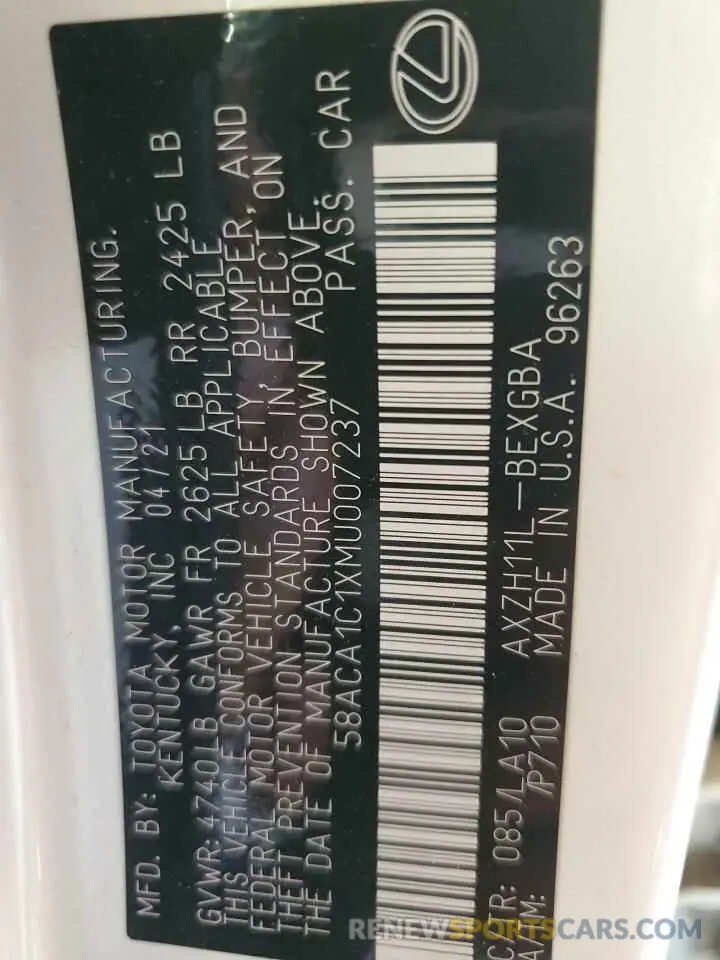 MFD. BY: TOYOTA MOTOR MANUFACTURING.
KENTUCKY, INC 04/21
GVWR: 4740LB GAWR FR 2625 LB RR 2425 LB
THIS VEHICLE CONFORMS TO ALL APPLICABLE
FEDERAL MOTOR VEHICLE SAFETY, BUMPER, AND
THEFT PREVENTION STANDARDS IN EFFECT ON
THE DATE OF MANUFACTURE SHOWN ABOVE.
58ACA1C1XMU007237 PASS. CAR
C/TR: 085/LA10 AXZH11L-BEXGBA
A/TM: /P710 MADE IN U.S.A. 96263
RENEWSPORTSCARS.COM